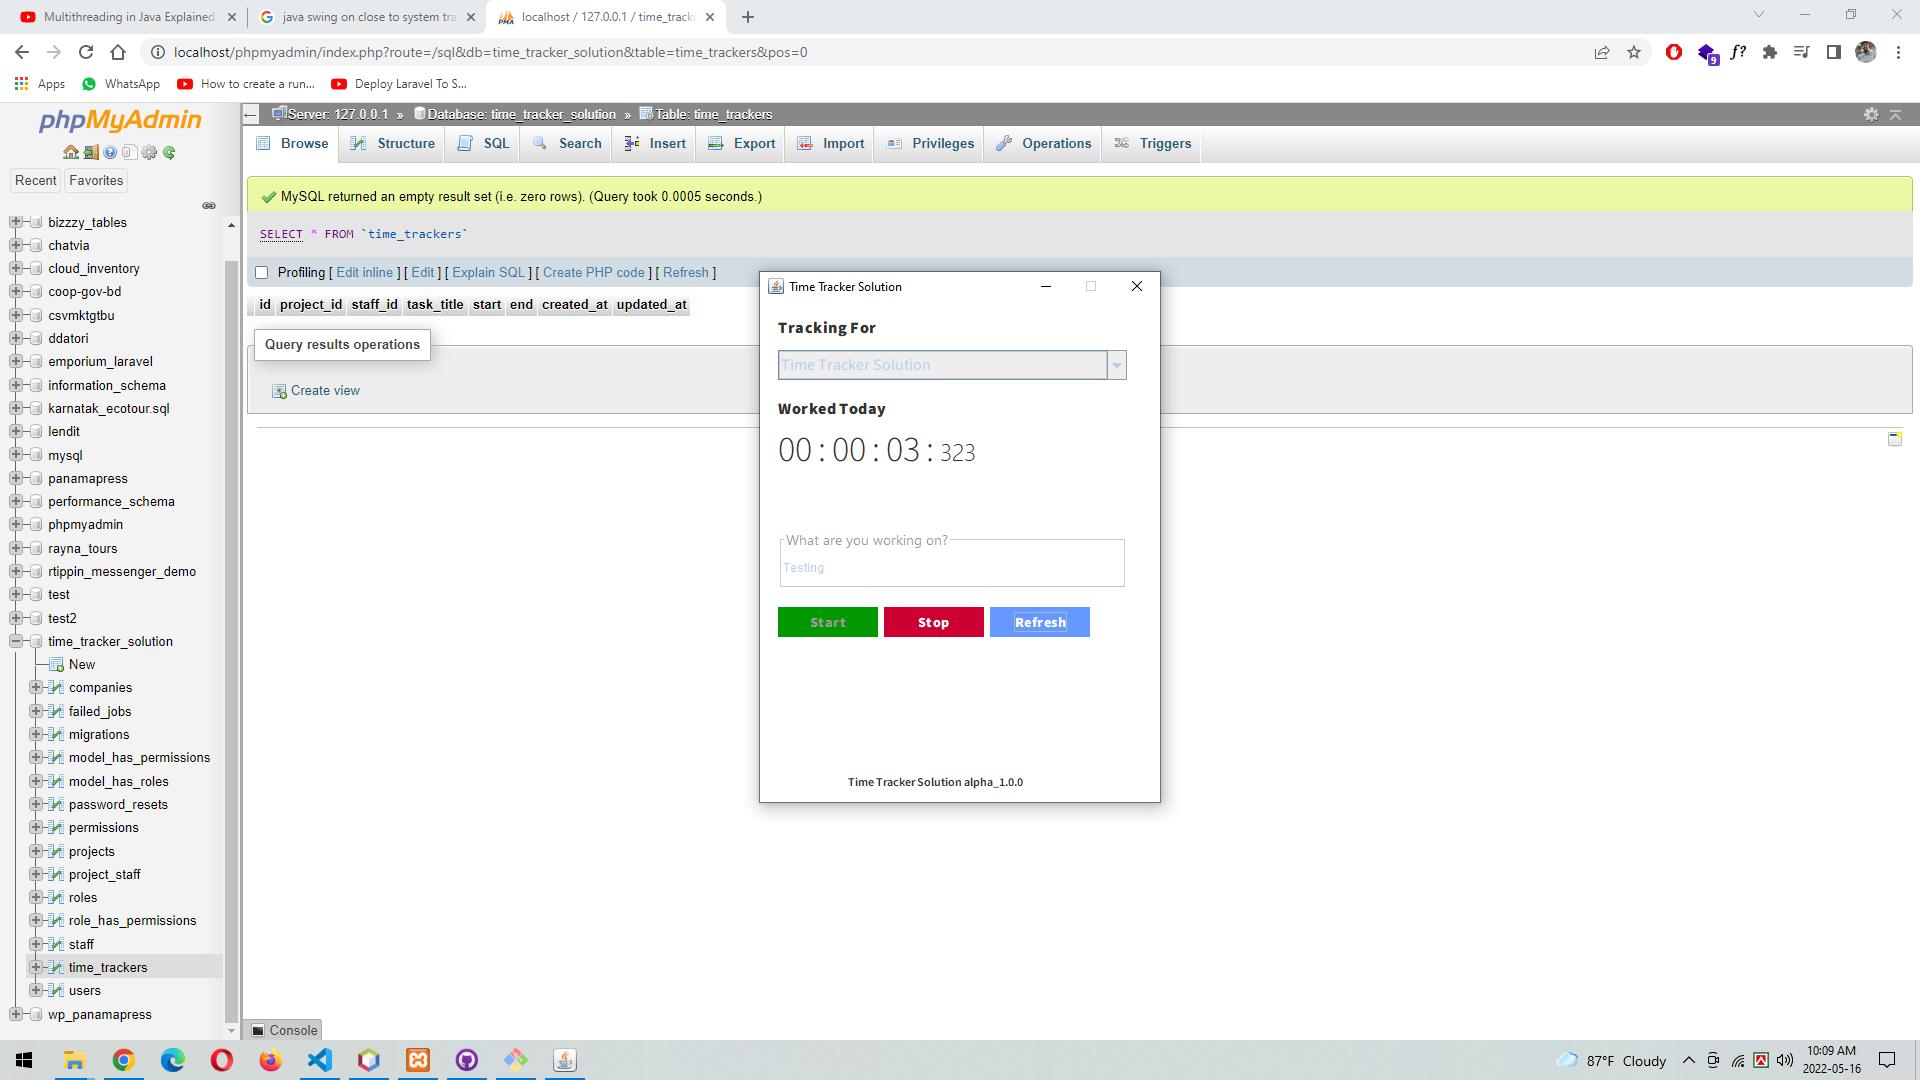 Multithreading in Java Explained
java swing on close to system tra
localhost / 127.0.0.1 / time_track
localhost/phpmyadmin/index.php?route=/sql&db=time_tracker_solution&table=time_trackers&pos=0
f?
9
Apps
WhatsApp
How to create a run...
Deploy Laravel To S...
phpMyAdmin
Recent
Favorites
bizzzy_tables
chatvia
cloud_inventory
coop-gov-bd
csvmktgtbu
ddatori
emporium_laravel
information_schema
karnatak_ecotour.sql
lendit
mysql
panamapress
performance_schema
phpmyadmin
rayna_tours
rtippin_messenger_demo
test
test2
time_tracker_solution
New
companies
failed_jobs
migrations
model_has_permissions
model_has_roles
password_resets
permissions
projects
project_staff
roles
role_has_permissions
staff
time_trackers
users
wp_panamapress
Server: 127.0.0.1 » Database: time_tracker_solution » Table: time_trackers
Browse Structure SQL Search Insert Export Import Privileges Operations Triggers
MySQL returned an empty result set (i.e. zero rows). (Query took 0.0005 seconds.)
SELECT * FROM `time_trackers`
Profiling [ Edit inline ] [ Edit ] [ Explain SQL ] [ Create PHP code ] [ Refresh ]
id project_id staff_id task_title start end created_at updated_at
Query results operations
Create view
Console
Time Tracker Solution
Tracking For
Time Tracker Solution
Worked Today
00 : 00 : 03 : 323
What are you working on?
Testing
Start Stop Refresh
Time Tracker Solution alpha_1.0.0
87°F Cloudy
10:09 AM
2022-05-16